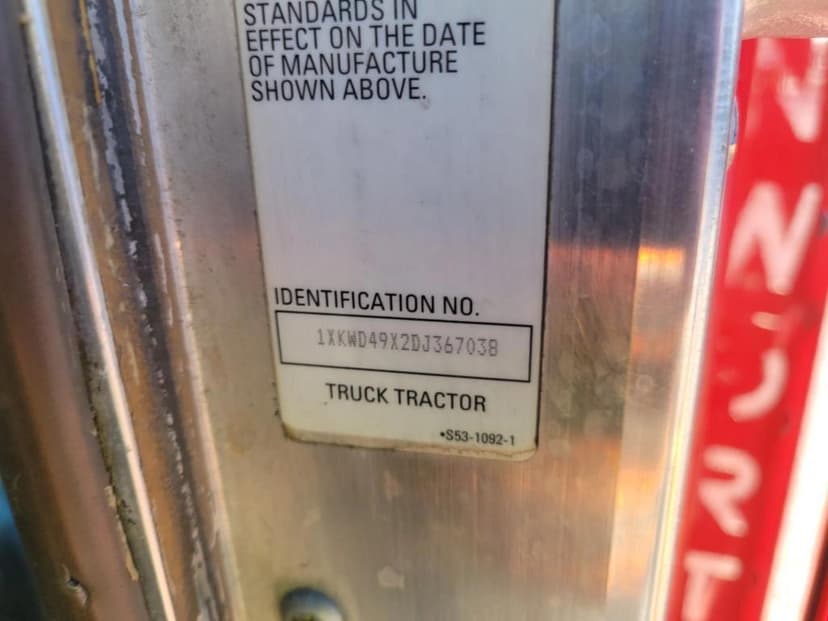 STANDARDS IN
EFFECT ON THE DATE
OF MANUFACTURE
SHOWN ABOVE.
IDENTIFICATION NO.
1XKWD49X2DJ367038
TRUCK TRACTOR
•S53-1092-1